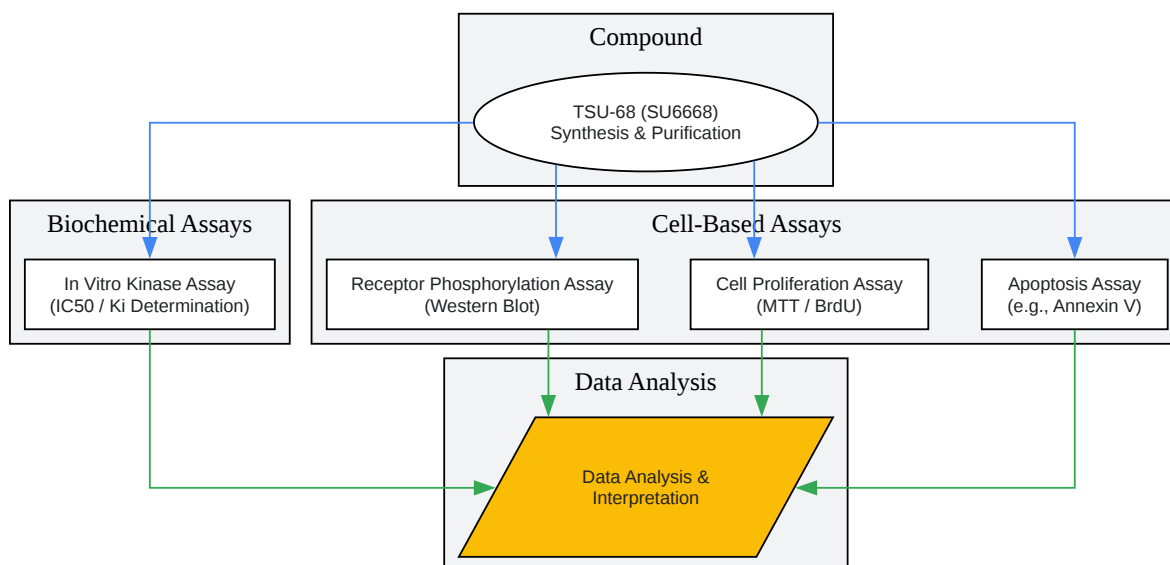 Compound
TSU-68 (SU6668)
Synthesis & Purification
Biochemical Assays
In Vitro Kinase Assay
(IC50 / Ki Determination)
Cell-Based Assays
Receptor Phosphorylation Assay
(Western Blot)
Cell Proliferation Assay
(MTT / BrdU)
Apoptosis Assay
(e.g., Annexin V)
Data Analysis
Data Analysis &
Interpretation